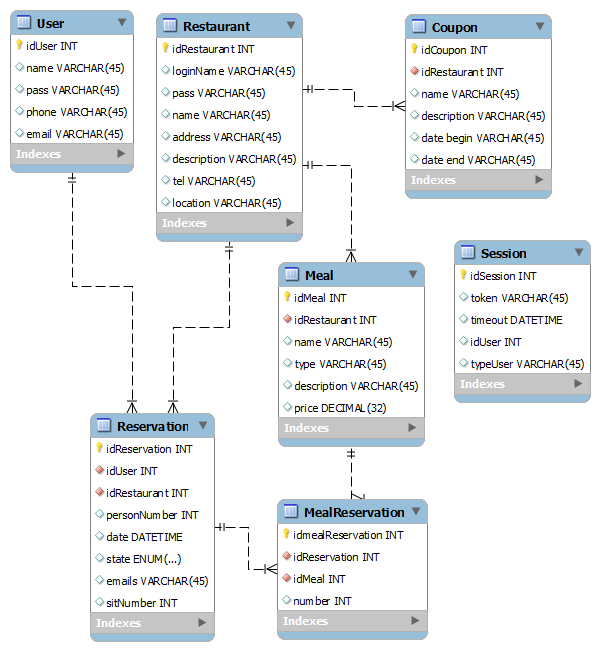 User
idUser INT
name VARCHAR(45)
pass VARCHAR(45)
phone VARCHAR(45)
email VARCHAR(45)
Indexes
Restaurant
idRestaurant INT
loginName VARCHAR(45)
pass VARCHAR(45)
name VARCHAR(45)
address VARCHAR(45)
description VARCHAR(45)
tel VARCHAR(45)
location VARCHAR(45)
Indexes
Coupon
idCoupon INT
idRestaurant INT
name VARCHAR(45)
description VARCHAR(45)
date begin VARCHAR(45)
date end VARCHAR(45)
Indexes
Meal
idMeal INT
idRestaurant INT
name VARCHAR(45)
type VARCHAR(45)
description VARCHAR(45)
price DECIMAL(32)
Indexes
Session
idSession INT
token VARCHAR(45)
timeout DATETIME
idUser INT
typeUser VARCHAR(45)
Indexes
Reservation
idReservation INT
idUser INT
idRestaurant INT
personNumber INT
date DATETIME
state ENUM(...)
emails VARCHAR(45)
sitNumber INT
Indexes
MealReservation
idmealReservation INT
idReservation INT
idMeal INT
number INT
Indexes